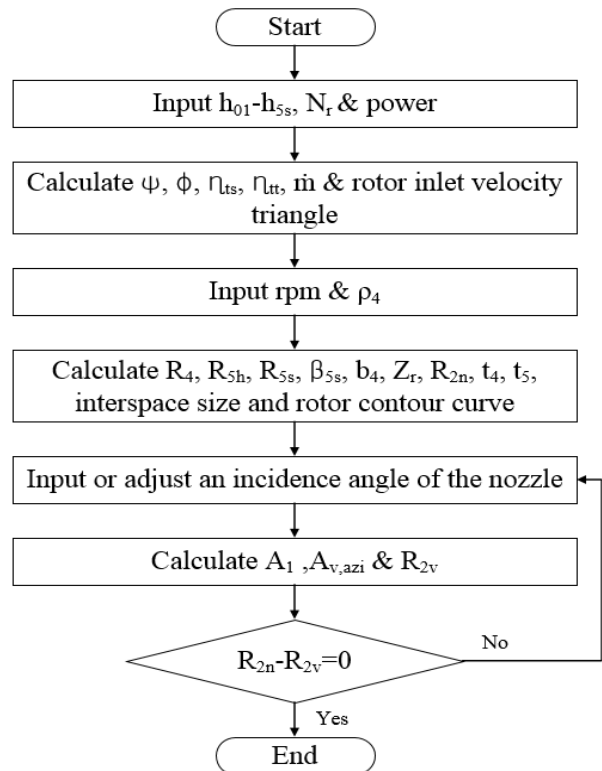 Start
Input h₀₁-h₅ₛ, Nᵣ & power
Calculate ψ, ϕ, ηₜₛ, ηₜₜ, ṁ & rotor inlet velocity
triangle
Input rpm & ρ₄
Calculate R₄, R₅ₕ, R₅ₛ, β₅ₛ, b₄, Zᵣ, R₂ₙ, t₄, t₅,
interspace size and rotor contour curve
Input or adjust an incidence angle of the nozzle
Calculate A₁ ,Aᵥ,ₐzᵢ & R₂ᵥ
R₂ₙ-R₂ᵥ=0
No
Yes
End